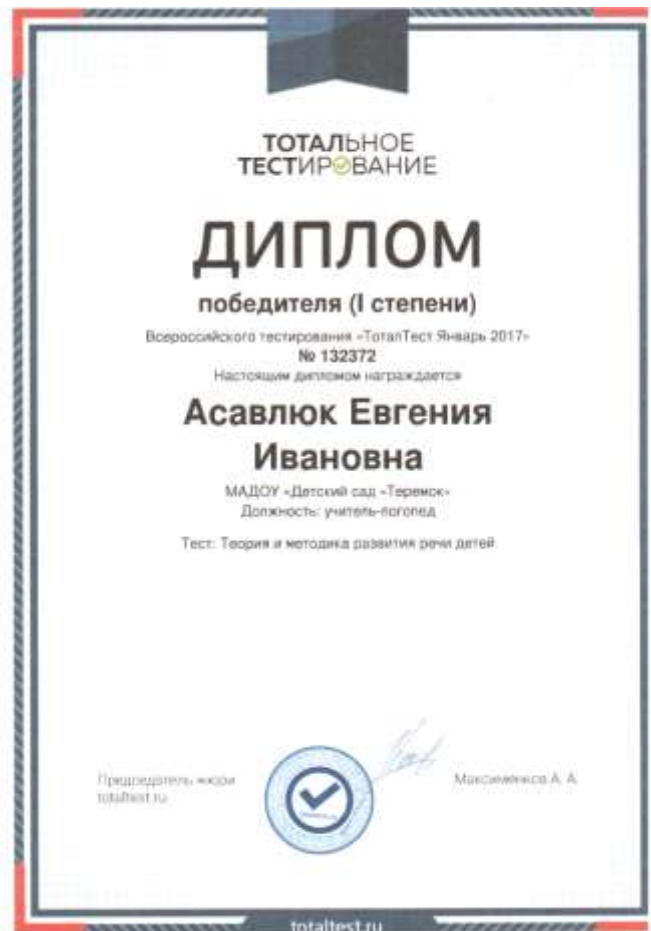 ТОТАЛЬНОЕ
ТЕСТИРОВАНИЕ
ДИПЛОМ
победителя (I степени)
Всероссийского тестирования «ТоталТест Январь 2017»
№ 132372
Настоящим дипломом награждается
Асавлюк Евгения
Ивановна
МАДОУ «Детский сад «Теремок»
Должность: учитель-логопед
Тест: Теория и методика развития речи детей
Председатель жюри
totaltest.ru
Максименков А. А.
totaltest.ru